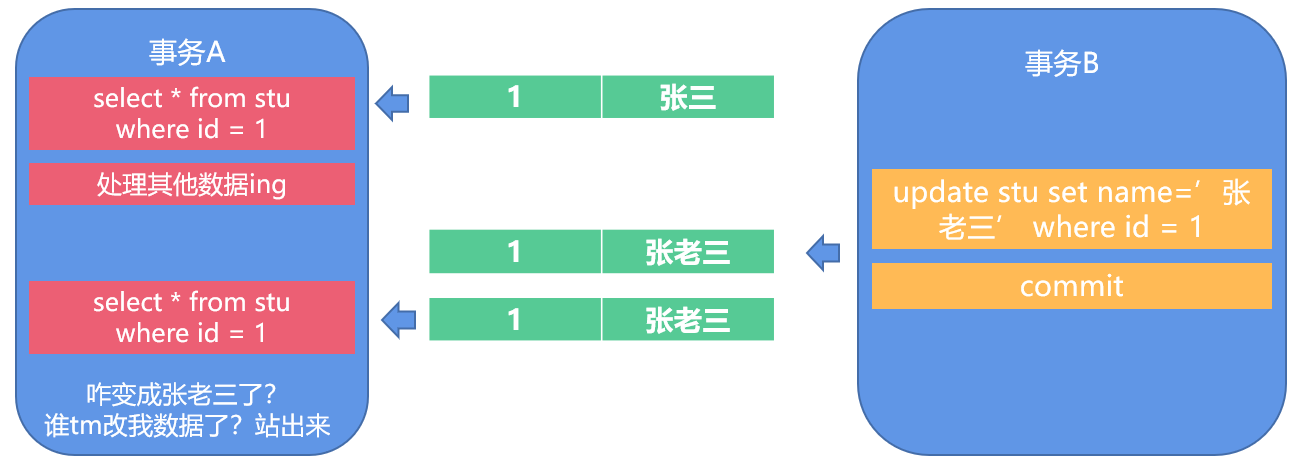 事务A
select * from stu
where id = 1
处理其他数据ing
select * from stu
where id = 1
咋变成张老三了？
谁tm改我数据了？站出来
1 张三
1 张老三
1 张老三
事务B
update stu set name=’张
老三’ where id = 1
commit